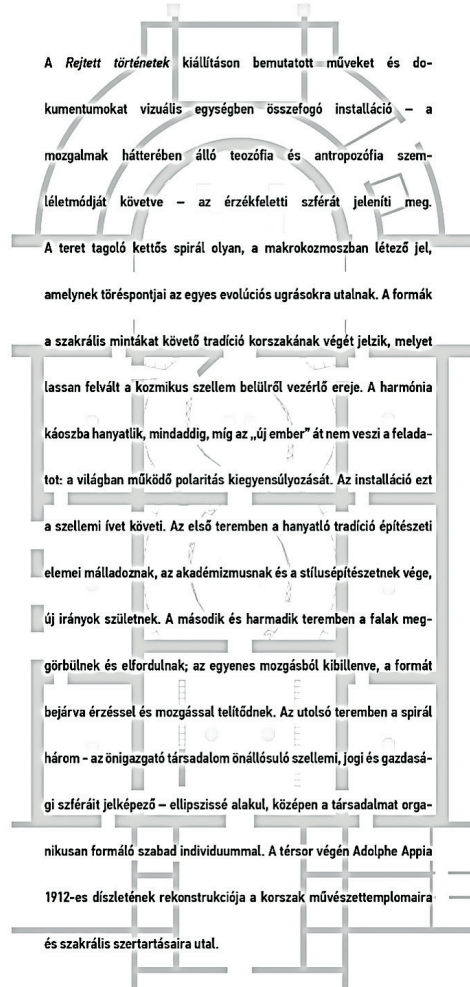 A Rejtett történetek kiállításon bemutatott műveket és do-
kumentumokat vizuális egységben összefogó installáció – a
mozgalmak hátterében álló teozófia és antropozófia szem-
léletmódját követve – az érzékfeletti szférát jeleníti meg.
A teret tagoló kettős spirál olyan, a makrokozmoszban létező jel,
amelynek töréspontjai az egyes evolúciós ugrásokra utalnak. A formák
a szakrális mintákat követő tradíció korszakának végét jelzik, melyet
lassan felvált a kozmikus szellem belülről vezérlő ereje. A harmónia
káoszba hanyatlik, mindaddig, míg az „új ember” át nem veszi a felada-
tot: a világban működő polaritás kiegyensúlyozását. Az installáció ezt
a szellemi ívet követi. Az első teremben a hanyatló tradíció építészeti
elemei málladoznak, az akadémizmusnak és a stílusépítészetnek vége,
új irányok születnek. A második és harmadik teremben a falak meg-
görbülnek és elfordulnak; az egyenes mozgásból kibillenve, a formát
bejárva érzéssel és mozgással telítődnek. Az utolsó teremben a spirál
három - az önigazgató társadalom önállósuló szellemi, jogi és gazdasá-
gi szféráit jelképező – ellipszissé alakul, középen a társadalmat orga-
nikusan formáló szabad individuummal. A térsor végén Adolphe Appia
1912-es díszletének rekonstrukciója a korszak művészettemplomaira
és szakrális szertartásaira utal.